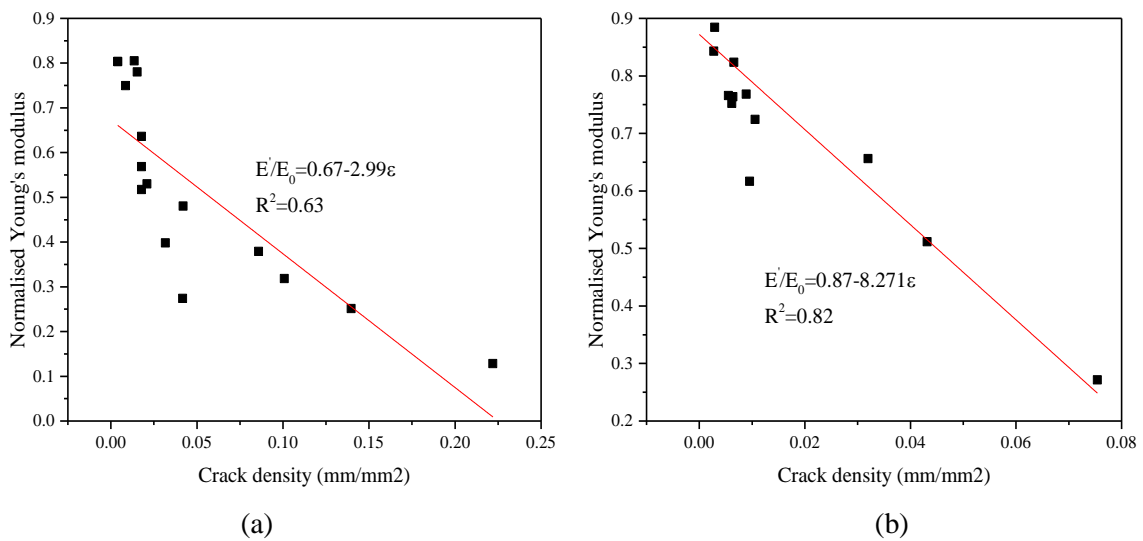 0.9
0.8
0.7
0.6
0.5
0.4
0.3
0.2
0.1
0.0
Normalised Young's modulus
E'/E0=0.67-2.99ε
R2=0.63
0.00
0.05
0.10
0.15
0.20
0.25
Crack density (mm/mm2)
(a)
0.9
0.8
0.7
0.6
0.5
0.4
0.3
0.2
Normalised Young's modulus
E'/E0=0.87-8.271ε
R2=0.82
0.00
0.02
0.04
0.06
0.08
Crack density (mm/mm2)
(b)